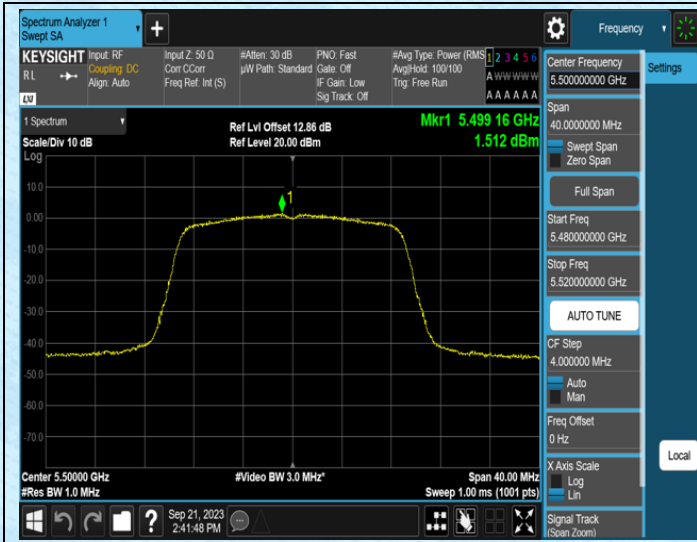 Spectrum Analyzer 1
Swept SA
+
Frequency
KEYSIGHT
RL
LXI
Input: RF
Coupling: DC
Align: Auto
Input Z: 50 Ω
Corr CCorr
Freq Ref: Int (S)
#Atten: 30 dB
µW Path: Standard
PNO: Fast
Gate: Off
IF Gain: Low
Sig Track: Off
#Avg Type: Power (RMS
Avg|Hold: 100/100
Trig: Free Run
1 2 3 4 5 6
A W W W W W
A A A A A A
1 Spectrum
Scale/Div 10 dB
Log
Ref Lvl Offset 12.86 dB
Ref Level 20.00 dBm
Mkr1 5.499 16 GHz
1.512 dBm
1
10.0
0.00
-10.0
-20.0
-30.0
-40.0
-50.0
-60.0
-70.0
Center 5.50000 GHz
#Res BW 1.0 MHz
#Video BW 3.0 MHz*
Span 40.00 MHz
Sweep 1.00 ms (1001 pts)
?
Sep 21, 2023
2:41:48 PM
Center Frequency
5.500000000 GHz
Span
40.0000000 MHz
Swept Span
Zero Span
Full Span
Start Freq
5.480000000 GHz
Stop Freq
5.520000000 GHz
AUTO TUNE
CF Step
4.000000 MHz
Auto
Man
Freq Offset
0 Hz
X Axis Scale
Log
Lin
Signal Track
(Span Zoom)
Settings
Local